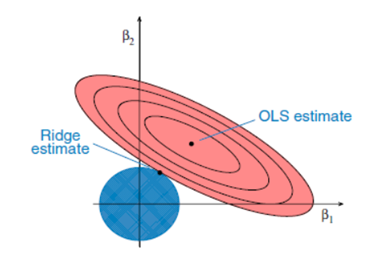 β₂
OLS estimate
Ridge
estimate
β₁